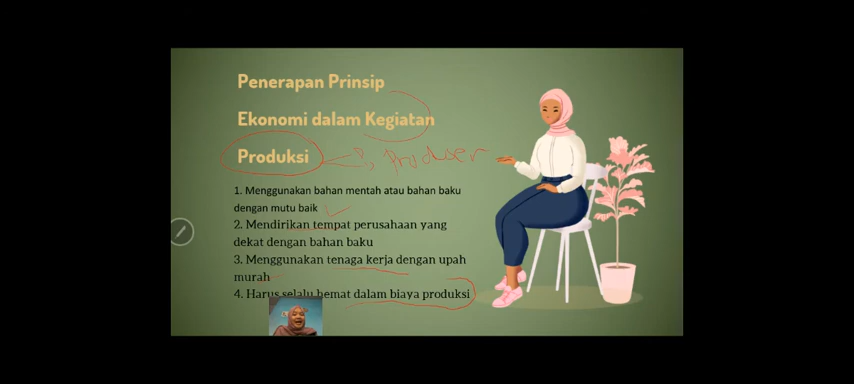 Penerapan Prinsip
Ekonomi dalam Kegiatan
Produksi
Produsen
1. Menggunakan bahan mentah atau bahan baku
dengan mutu baik
2. Mendirikan tempat perusahaan yang
dekat dengan bahan baku
3. Menggunakan tenaga kerja dengan upah
murah
4. Harus selalu hemat dalam biaya produksi